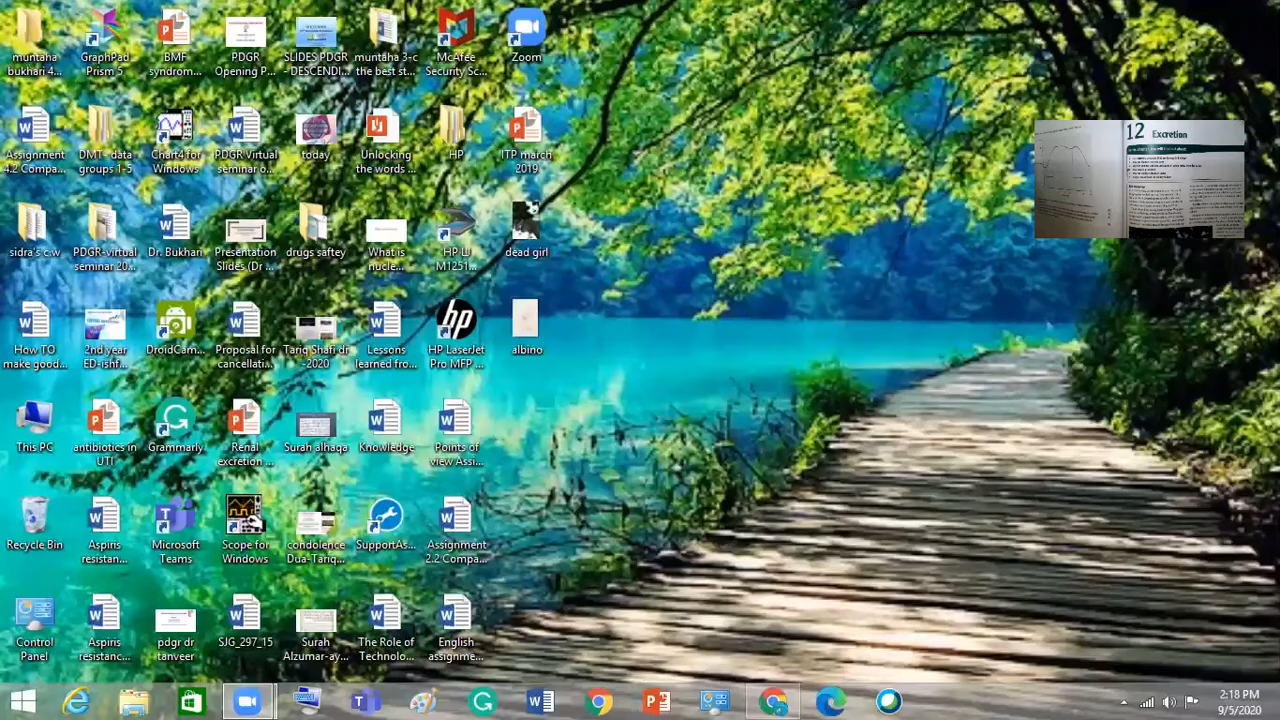 muntaha
bukhari 4...
GraphPad
Prism 5
BMF
syndrom...
PDGR
Opening P...
SLIDES PDGR
- DESCENDI...
muntaha 3-c
the best st...
McAfee
Security Sc...
Zoom
Assignment
4.2 Compa...
DMT- data
groups 1-5
Chart4 for
Windows
PDGR Virtual
seminar o...
today
Unlocking
the words ...
HP
ITP march
2019
sidra's c.w
PDGR-virtual
seminar 20...
Dr. Bukhari
Presentation
Slides (Dr ...
drugs saftey
What is
nucle...
HP LJ
M1251...
dead girl
How TO
make good...
2nd year
ED-ishf...
DroidCam...
Proposal for
cancellati...
Tariq Shafi dr
-2020
Lessons
learned fro...
HP LaserJet
Pro MFP ...
albino
This PC
antibiotics in
UTI
Grammarly
Renal
excretion ...
Surah alhaqa
Knowledge
Points of
view Assi...
Recycle Bin
Aspiris
resistan...
Microsoft
Teams
Scope for
Windows
condolence
Dua-Tariq...
SupportAs...
Assignment
2.2 Compa...
Control
Panel
Aspiris
resistanc...
pdgr dr
tanveer
SJG_297_15
Surah
Alzumar-ay...
The Role of
Technolo...
English
assignme...
12 Excretion
2:18 PM
9/5/2020